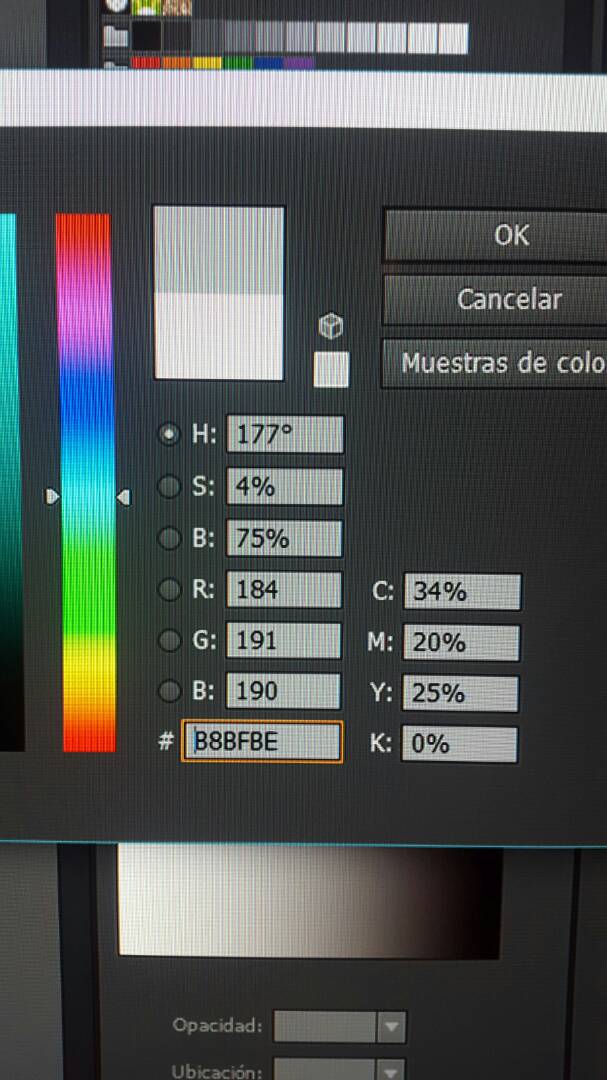 OK
Cancelar
Muestras de colo
H: 177°
S: 4%
B: 75%
R: 184 C: 34%
G: 191 M: 20%
B: 190 Y: 25%
# B8BFBE K: 0%
Opacidad:
Ubicación: